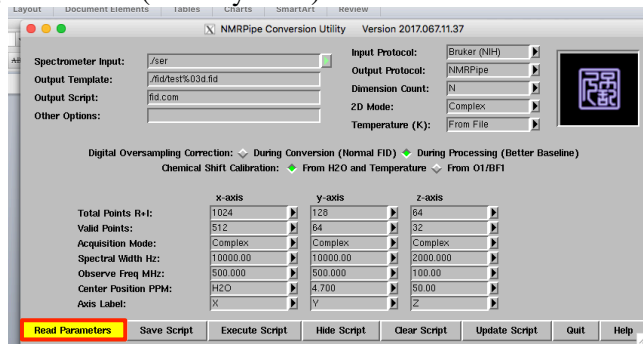 Layout Document Elements Tables Charts SmartArt Review
X NMRPipe Conversion Utility Version 2017.067.11.37
Spectrometer Input: ./ser
Output Template: ./fid/test%03d.fid
Output Script: fid.com
Other Options:
Input Protocol: Bruker (NIH)
Output Protocol: NMRPipe
Dimension Count: N
2D Mode: Complex
Temperature (K): From File
Digital Oversampling Correction: During Conversion (Normal FID) During Processing (Better Baseline)
Chemical Shift Calibration: From H2O and Temperature From O1/BF1
x-axis y-axis z-axis
Total Points R+I: 1024 128 64
Valid Points: 512 64 32
Acquisition Mode: Complex Complex Complex
Spectral Width Hz: 10000.00 10000.00 2000.000
Observe Freq MHz: 500.000 500.000 100.00
Center Position PPM: H2O 4.700 50.00
Axis Label: X Y Z
Read Parameters Save Script Execute Script Hide Script Clear Script Update Script Quit Help